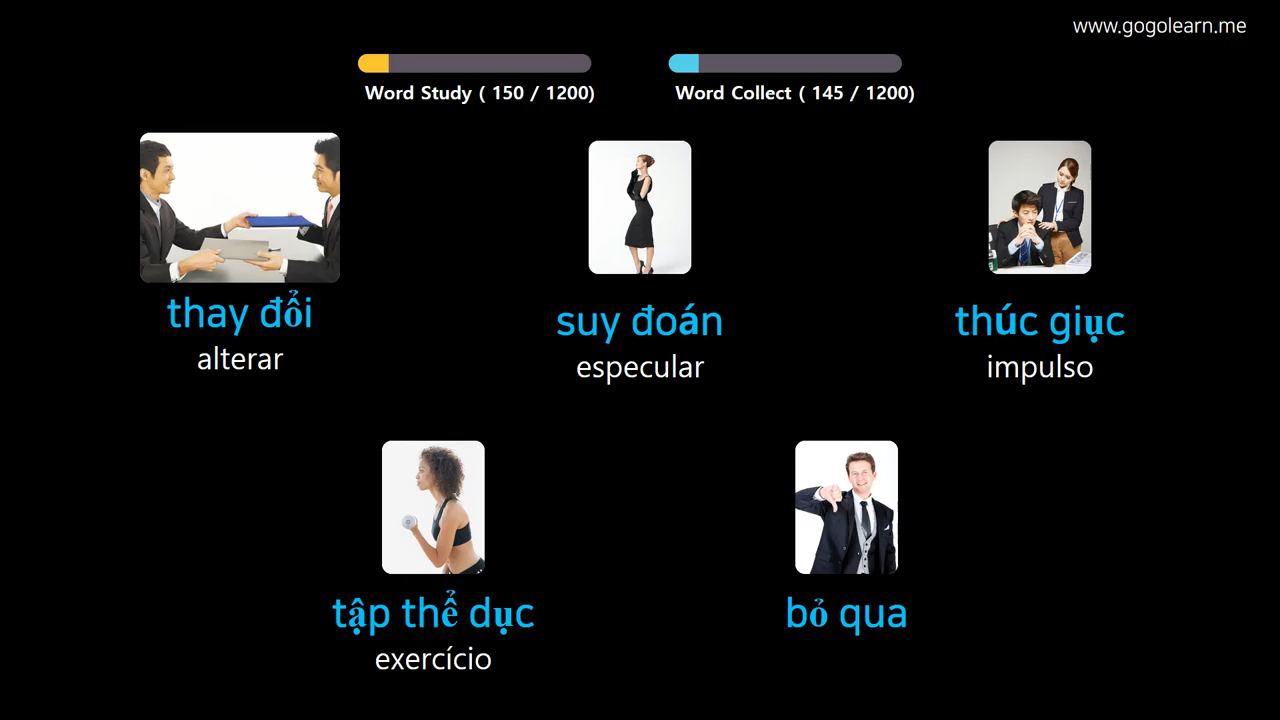 www.gogolearn.me
Word Study ( 150 / 1200)
Word Collect ( 145 / 1200)
thay đổi
alterar
suy đoán
especular
thúc giục
impulso
tập thể dục
exercício
bỏ qua